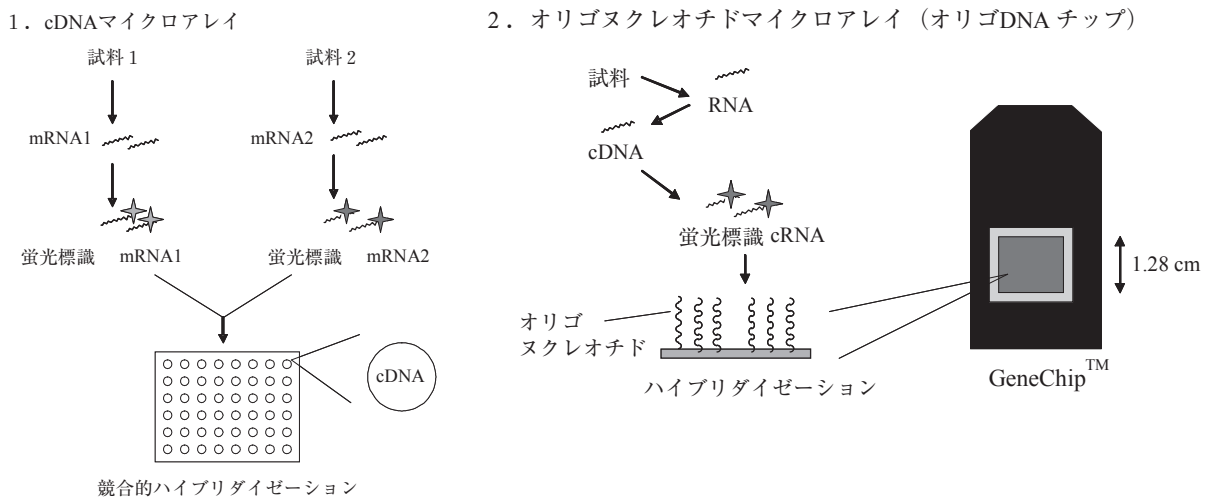 1．cDNAマイクロアレイ
試料 1
試料 2
mRNA1
mRNA2
蛍光標識 mRNA1
蛍光標識 mRNA2
cDNA
競合的ハイブリダイゼーション
2．オリゴヌクレオチドマイクロアレイ（オリゴDNA チップ）
試料
RNA
cDNA
蛍光標識 cRNA
オリゴ
ヌクレオチド
ハイブリダイゼーション
1.28 cm
GeneChip™